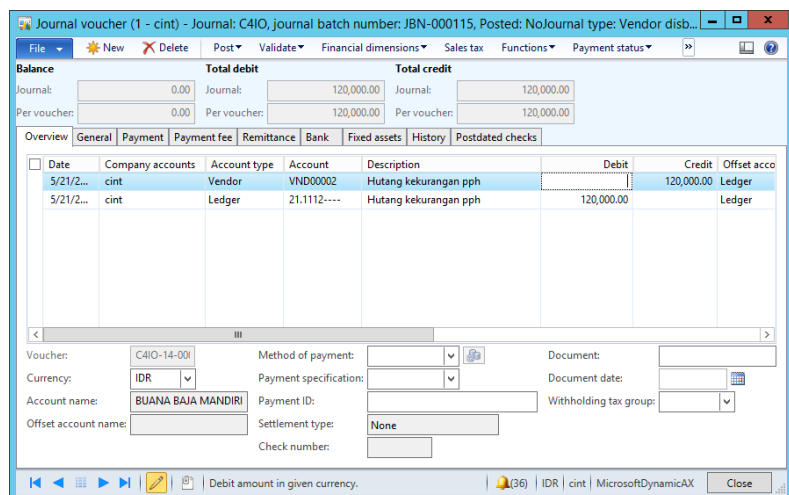 Journal voucher (1 - cint) - Journal: C4IO, journal batch number: JBN-000115, Posted: NoJournal type: Vendor disb...
File New Delete Post Validate Financial dimensions Sales tax Functions Payment status »
Balance Total debit Total credit
Journal: 0.00 Journal: 120,000.00 Journal: 120,000.00
Per voucher: 0.00 Per voucher: 120,000.00 Per voucher: 120,000.00
Overview General Payment Payment fee Remittance Bank Fixed assets History Postdated checks
Date Company accounts Account type Account Description Debit Credit Offset acco
5/21/2... cint Vendor VND00002 Hutang kekurangan pph 120,000.00 Ledger
5/21/2... cint Ledger 21.1112---- Hutang kekurangan pph 120,000.00 Ledger
Voucher: C4IO-14-00( Method of payment: Document:
Currency: IDR Payment specification: Document date:
Account name: BUANA BAJA MANDIRI Payment ID: Withholding tax group:
Offset account name: Settlement type: None
Check number:
Debit amount in given currency. (36) IDR cint MicrosoftDynamicAX Close